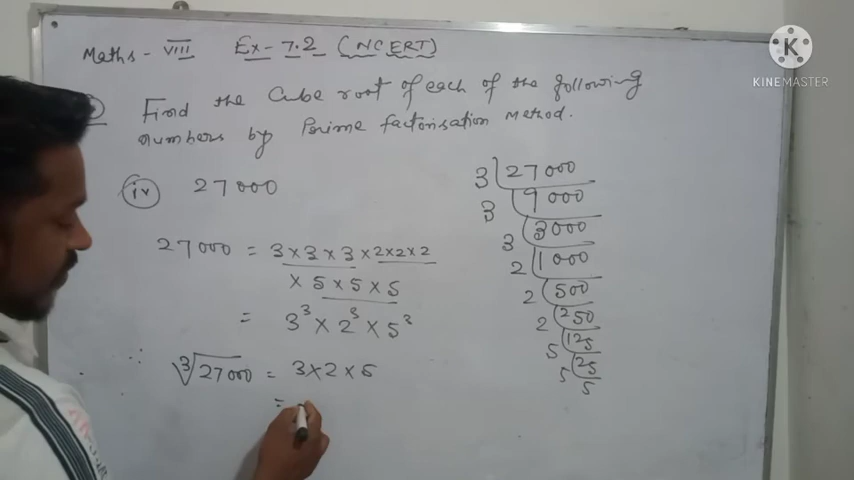 Maths - VIII Ex - 7.2 (NCERT)
K
KINEMASTER
Find the Cube root of each of the following
numbers by Prime factorisation Method.
iv 27000
27000 = 3 × 3 × 3 × 2 × 2 × 2
× 5 × 5 × 5
= 3³ × 2³ × 5³
∴ ∛27000 = 3 × 2 × 5
=
3 27000
3 9000
3 3000
2 1000
2 500
2 250
5 125
5 25
5